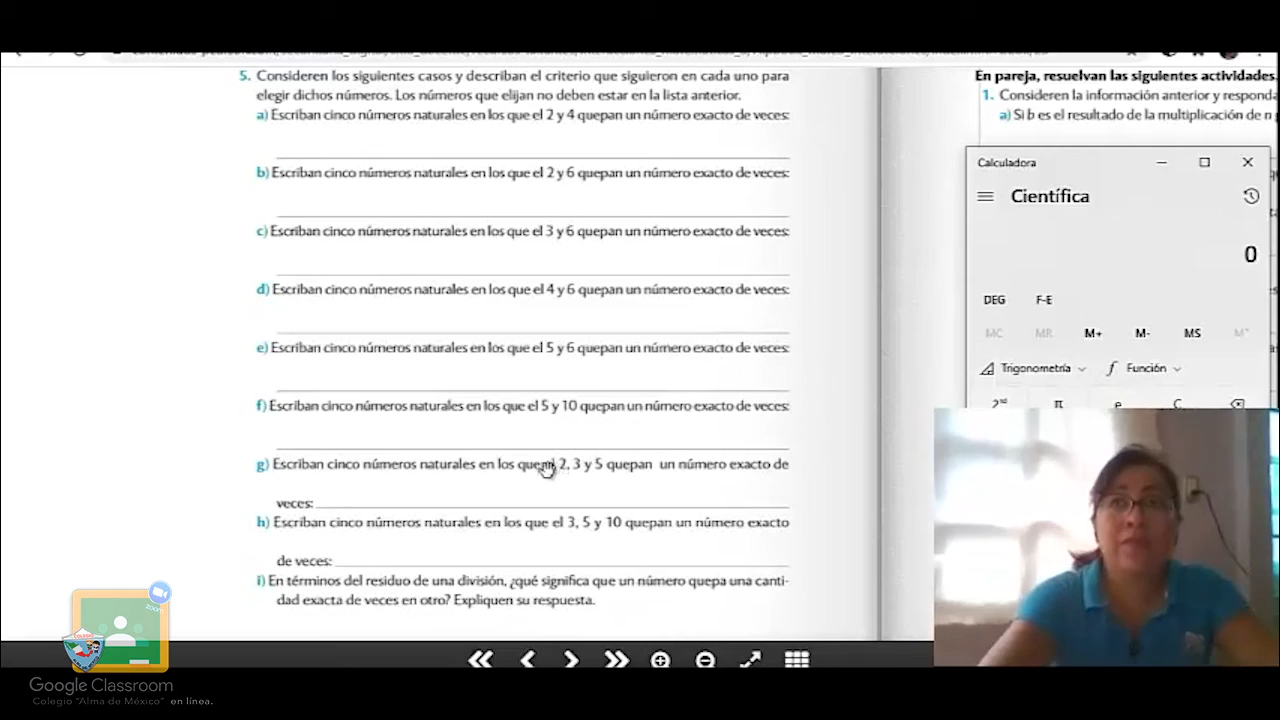 5. Consideren los siguientes casos y describan el criterio que siguieron en cada uno para
elegir dichos números. Los números que elijan no deben estar en la lista anterior.
a) Escriban cinco números naturales en los que el 2 y 4 quepan un número exacto de veces:
b) Escriban cinco números naturales en los que el 2 y 6 quepan un número exacto de veces:
c) Escriban cinco números naturales en los que el 3 y 6 quepan un número exacto de veces:
d) Escriban cinco números naturales en los que el 4 y 6 quepan un número exacto de veces:
e) Escriban cinco números naturales en los que el 5 y 6 quepan un número exacto de veces:
f) Escriban cinco números naturales en los que el 5 y 10 quepan un número exacto de veces:
g) Escriban cinco números naturales en los que 2, 3 y 5 quepan un número exacto de
veces:
h) Escriban cinco números naturales en los que el 3, 5 y 10 quepan un número exacto
de veces:
i) En términos del residuo de una división, ¿qué significa que un número quepa una canti-
dad exacta de veces en otro? Expliquen su respuesta.
En pareja, resuelvan las siguientes actividades.
1. Consideren la información anterior y responda
a) Si b es el resultado de la multiplicación de n
Calculadora
Científica
0
DEG F-E
MC MR M+ M- MS
Trigonometría f Función
2nd π e C
zoom
COLEGIO
Google Classroom
Colegio "Alma de México" en línea.